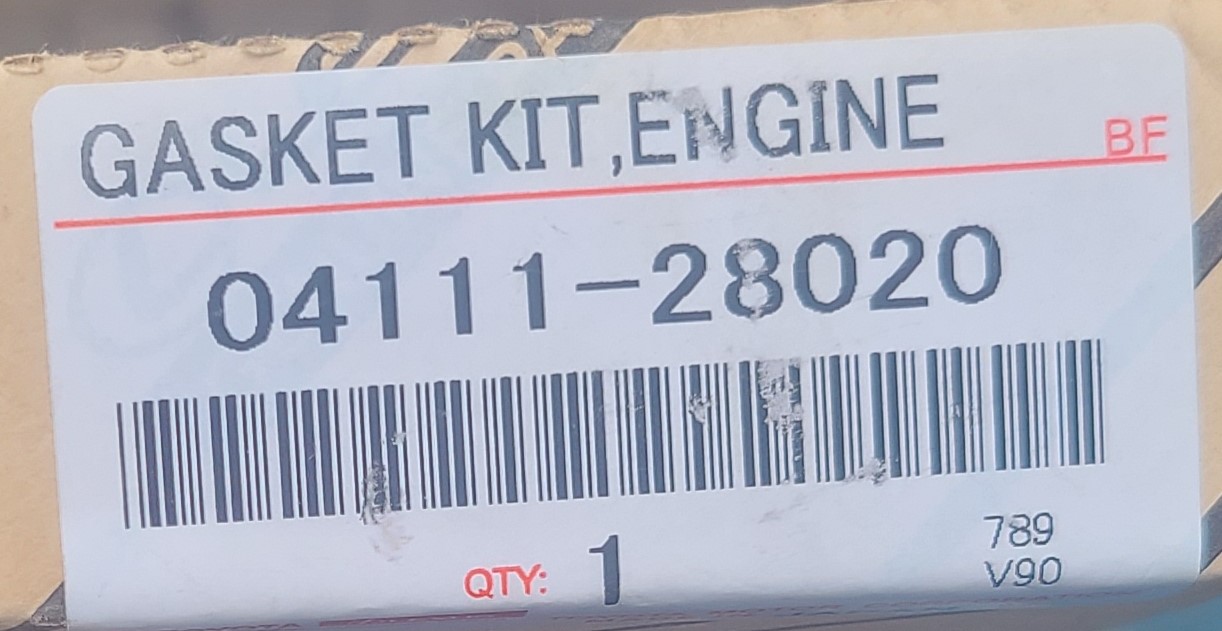 GASKET KIT,ENGINE
BF
04111-28020
QTY: 1
789
V90